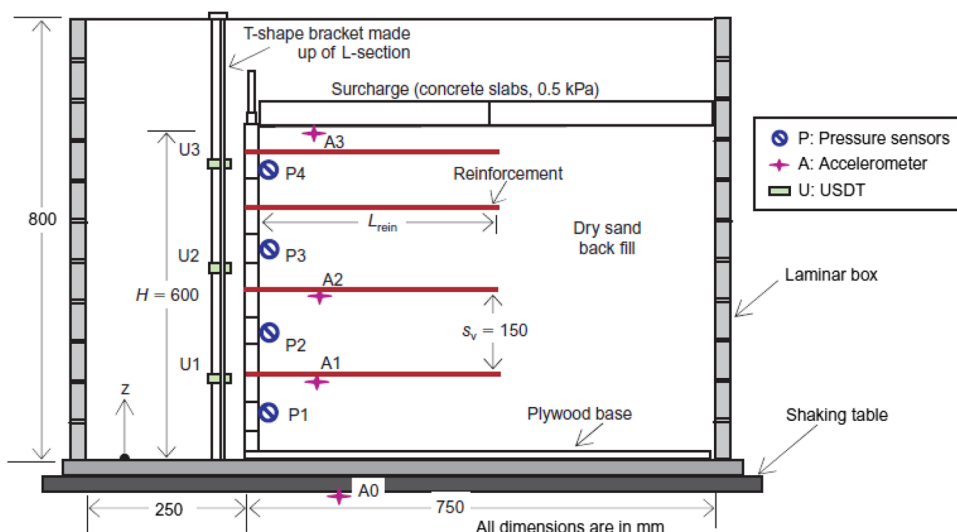 T-shape bracket made
up of L-section
Surcharge (concrete slabs, 0.5 kPa)
P: Pressure sensors
A: Accelerometer
U: USDT
U3
A3
P4
Reinforcement
L_rein
800
Dry sand
back fill
U2
P3
H = 600
A2
Laminar box
s_v = 150
P2
U1
A1
z
P1
Plywood base
Shaking table
A0
250
750
All dimensions are in mm